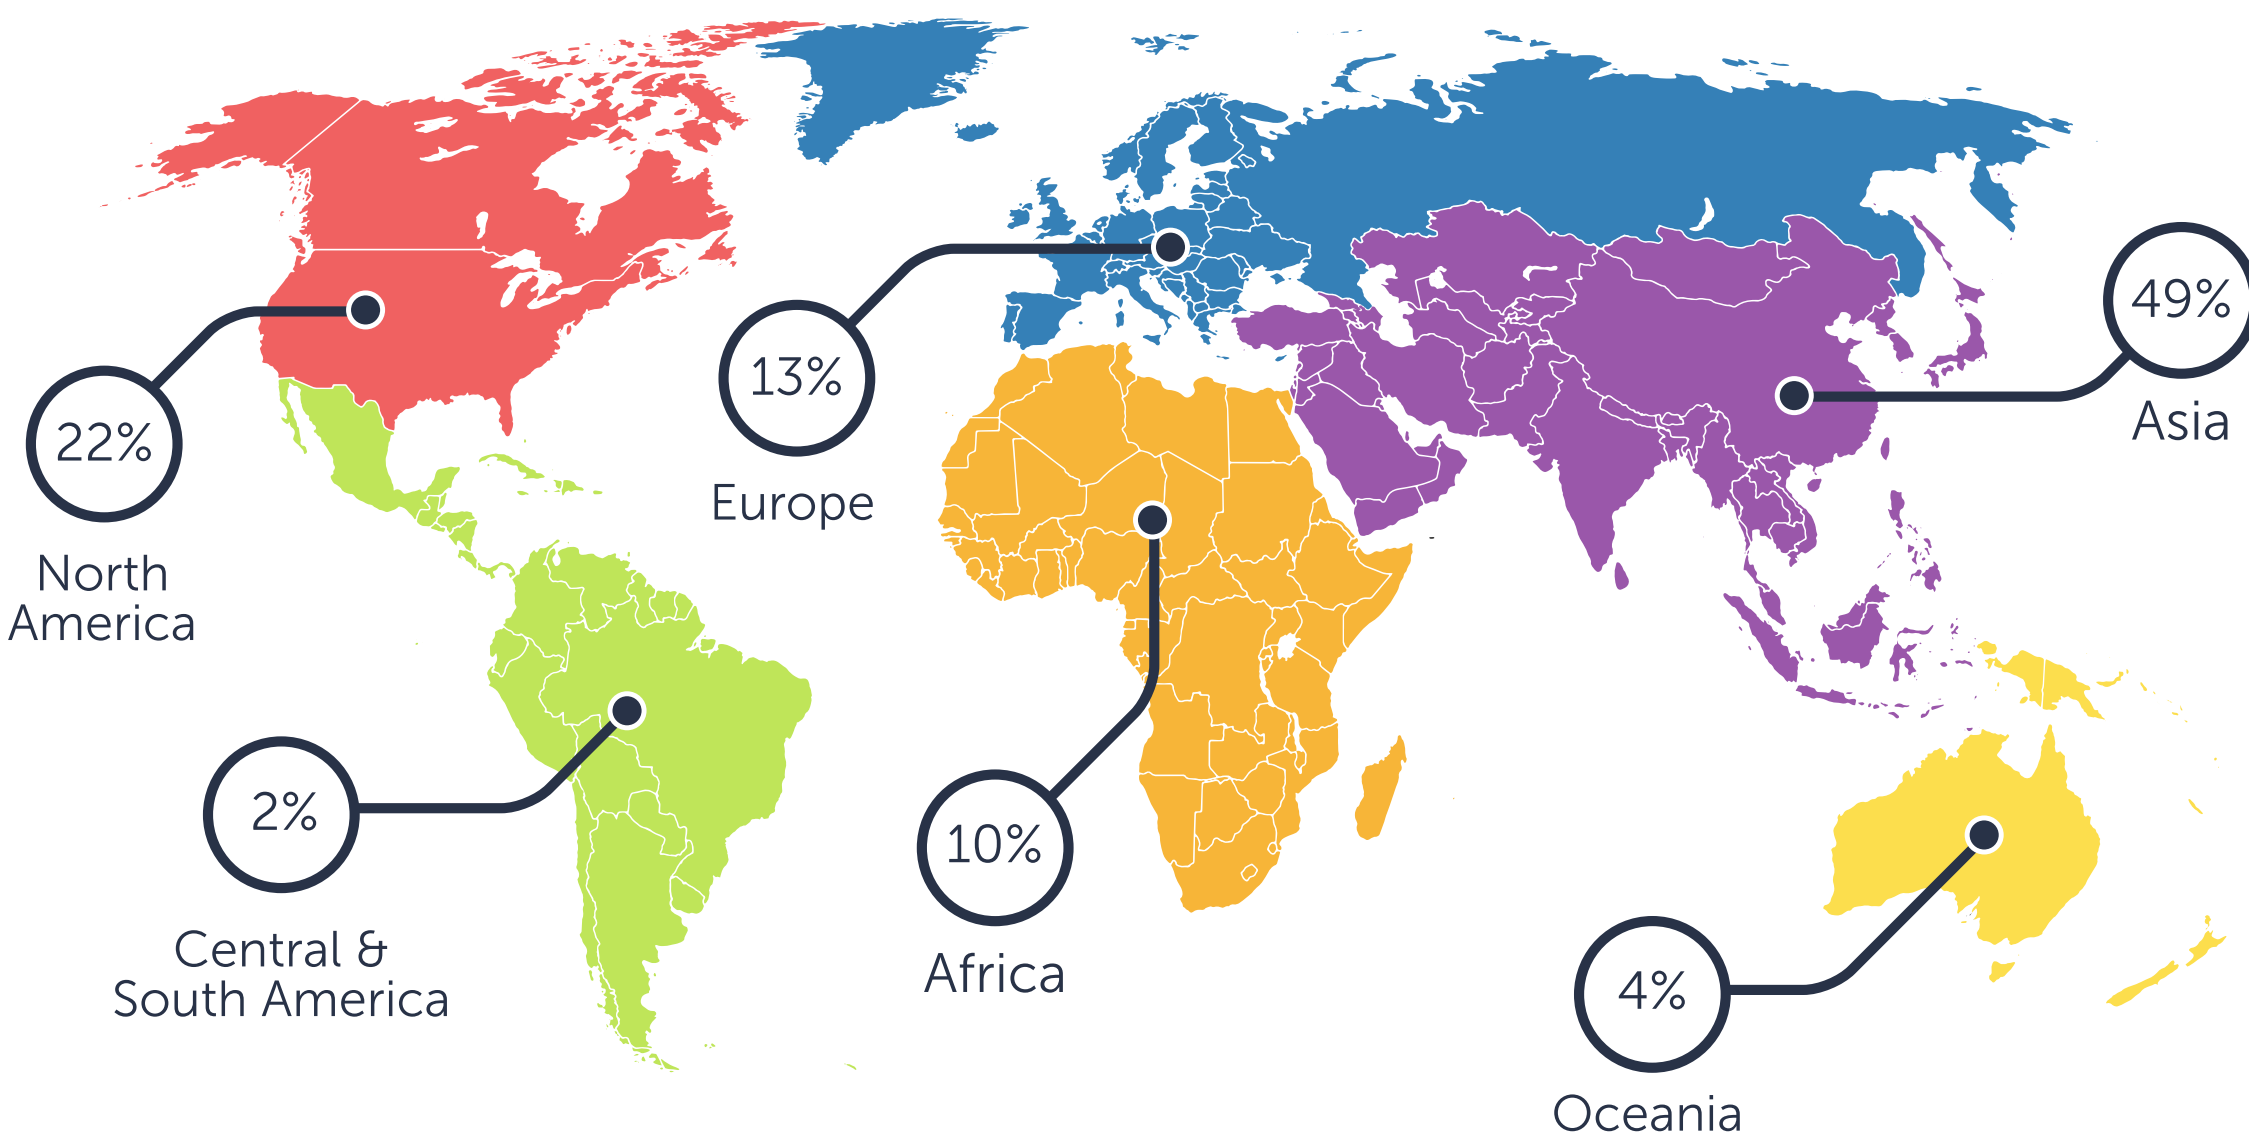 22%
North
America
13%
Europe
49%
Asia
2%
Central &
South America
10%
Africa
4%
Oceania